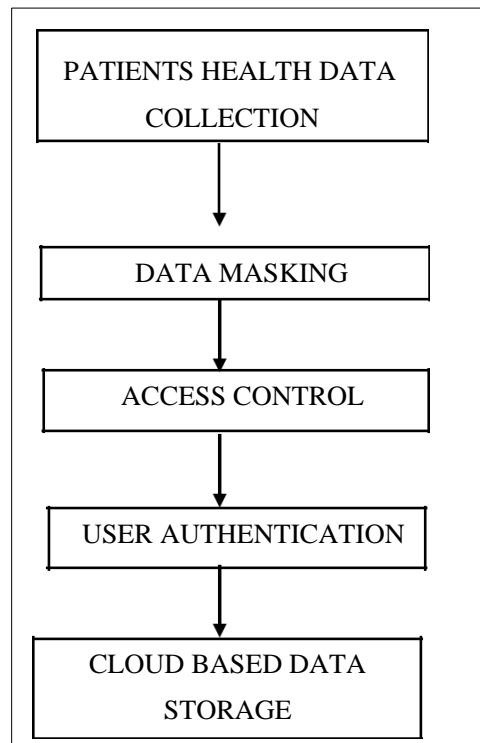 PATIENTS HEALTH DATA
COLLECTION
DATA MASKING
ACCESS CONTROL
USER AUTHENTICATION
CLOUD BASED DATA
STORAGE